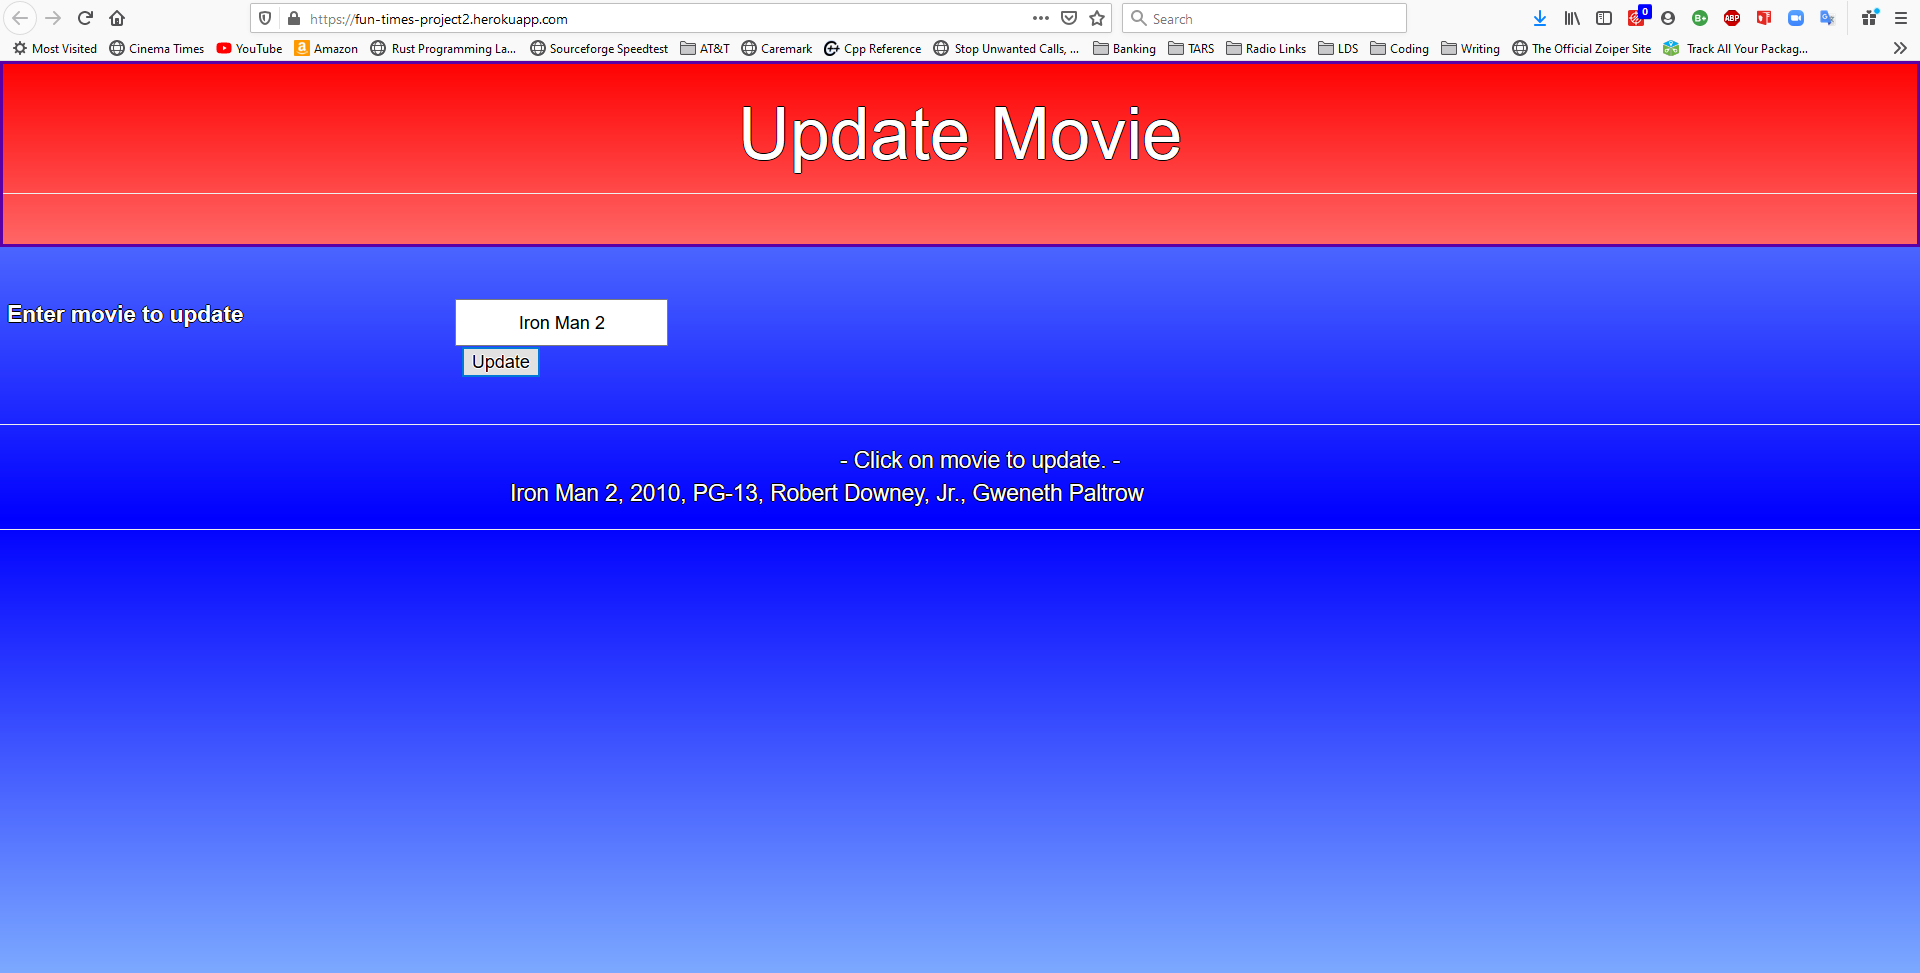 https://fun-times-project2.herokuapp.com
Search
0
B+
ABP
Most Visited Cinema Times YouTube Amazon Rust Programming La... Sourceforge Speedtest AT&T Caremark Cpp Reference Stop Unwanted Calls, ... Banking TARS Radio Links LDS Coding Writing The Official Zoiper Site Track All Your Packag...
Update Movie
Enter movie to update
Iron Man 2
Update
- Click on movie to update. -
Iron Man 2, 2010, PG-13, Robert Downey, Jr., Gweneth Paltrow